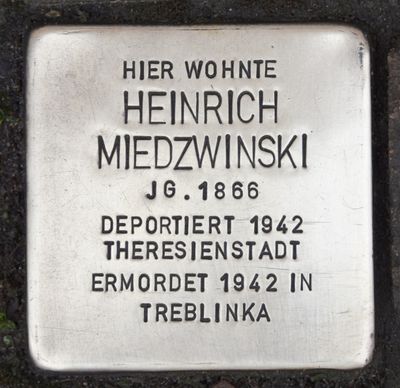 HIER WOHNTE
HEINRICH
MIEDZWINSKI
JG. 1866
DEPORTIERT 1942
THERESIENSTADT
ERMORDET 1942 IN
TREBLINKA